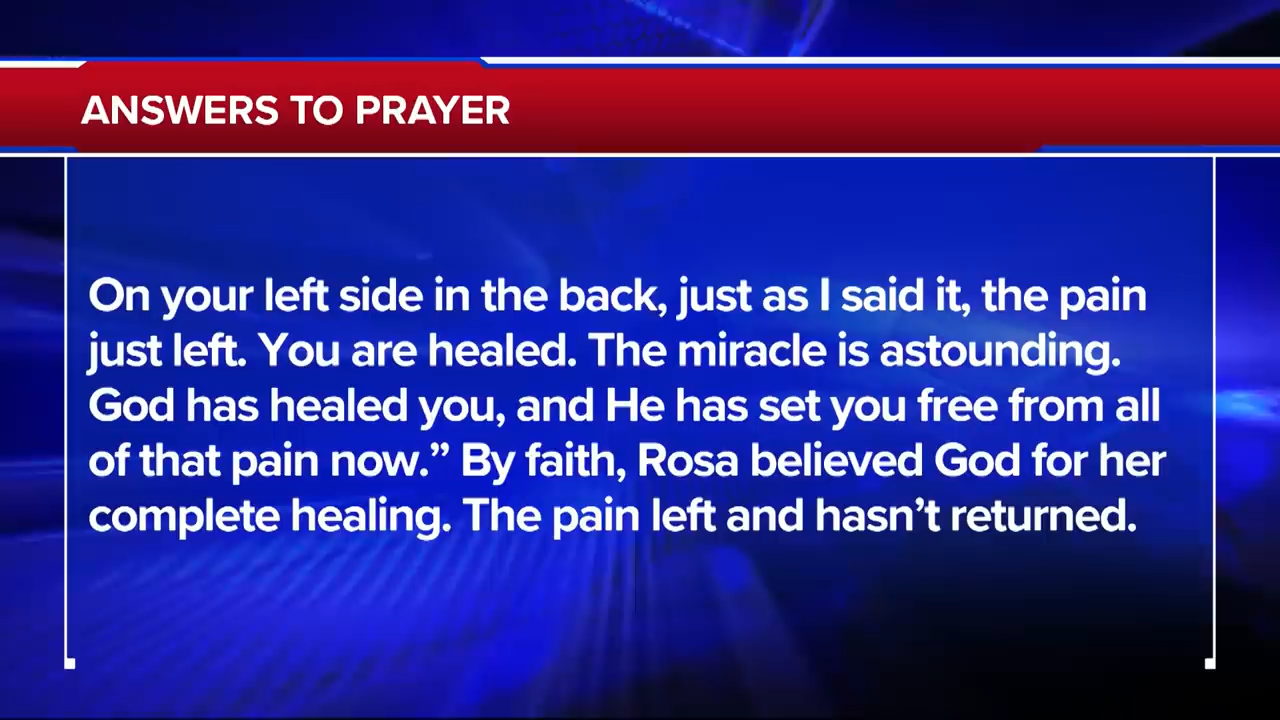 ANSWERS TO PRAYER
On your left side in the back, just as I said it, the pain
just left. You are healed. The miracle is astounding.
God has healed you, and He has set you free from all
of that pain now.” By faith, Rosa believed God for her
complete healing. The pain left and hasn’t returned.